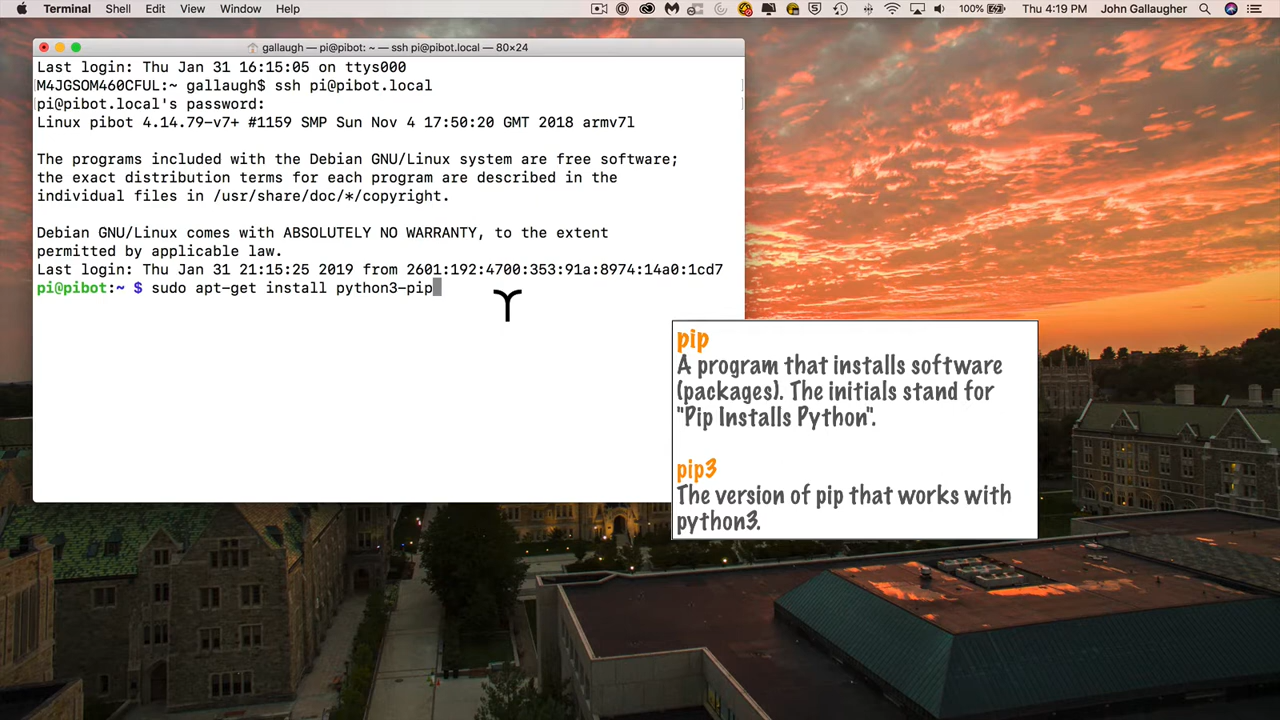 Terminal Shell Edit View Window Help 100% Thu 4:19 PM John Gallaugher
gallaugh — pi@pibot: ~ — ssh pi@pibot.local — 80×24
Last login: Thu Jan 31 16:15:05 on ttys000
M4JGSOM460CFUL:~ gallaugh$ ssh pi@pibot.local
pi@pibot.local's password:
Linux pibot 4.14.79-v7+ #1159 SMP Sun Nov 4 17:50:20 GMT 2018 armv7l
The programs included with the Debian GNU/Linux system are free software;
the exact distribution terms for each program are described in the
individual files in /usr/share/doc/*/copyright.
Debian GNU/Linux comes with ABSOLUTELY NO WARRANTY, to the extent
permitted by applicable law.
Last login: Thu Jan 31 21:15:25 2019 from 2601:192:4700:353:91a:8974:14a0:1cd7
pi@pibot:~ $ sudo apt-get install python3-pip
pip
A program that installs software
(packages). The initials stand for
"Pip Installs Python".
pip3
The version of pip that works with
python3.